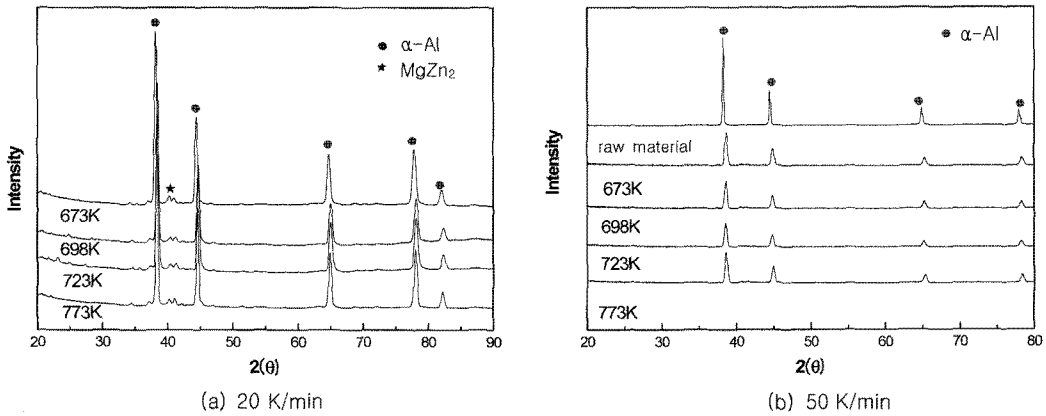 Intensity
α-Al
MgZn₂
673K
698K
723K
773K
20 30 40 50 60 70 80 90
2(θ)
(a) 20 K/min
Intensity
α-Al
raw material
673K
698K
723K
773K
20 30 40 50 60 70 80
2(θ)
(b) 50 K/min